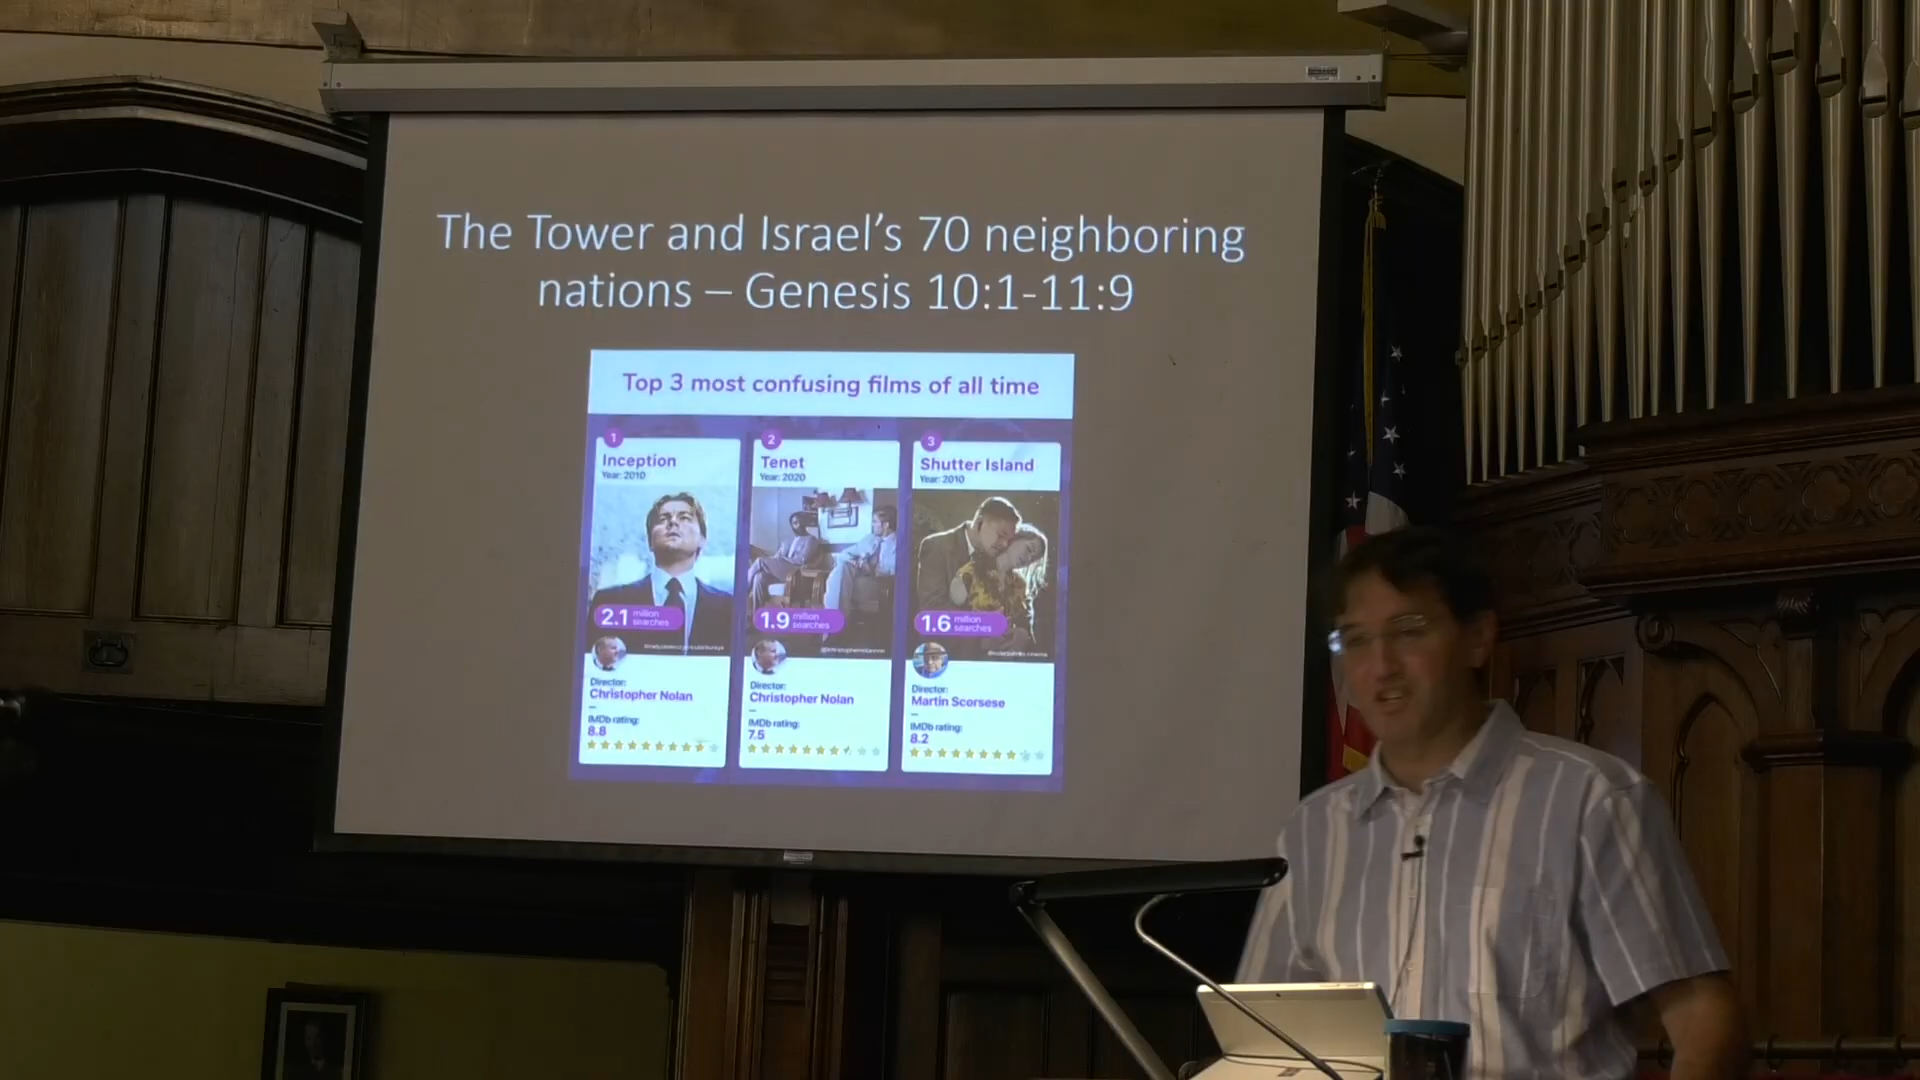 The Tower and Israel's 70 neighboring
nations – Genesis 10:1-11:9
Top 3 most confusing films of all time
1
Inception
Year: 2010
2.1 million searches
Director:
Christopher Nolan
IMDb rating:
8.8
2
Tenet
Year: 2020
1.9 million searches
Director:
Christopher Nolan
IMDb rating:
7.5
3
Shutter Island
Year: 2010
1.6 million searches
Director:
Martin Scorsese
IMDb rating:
8.2